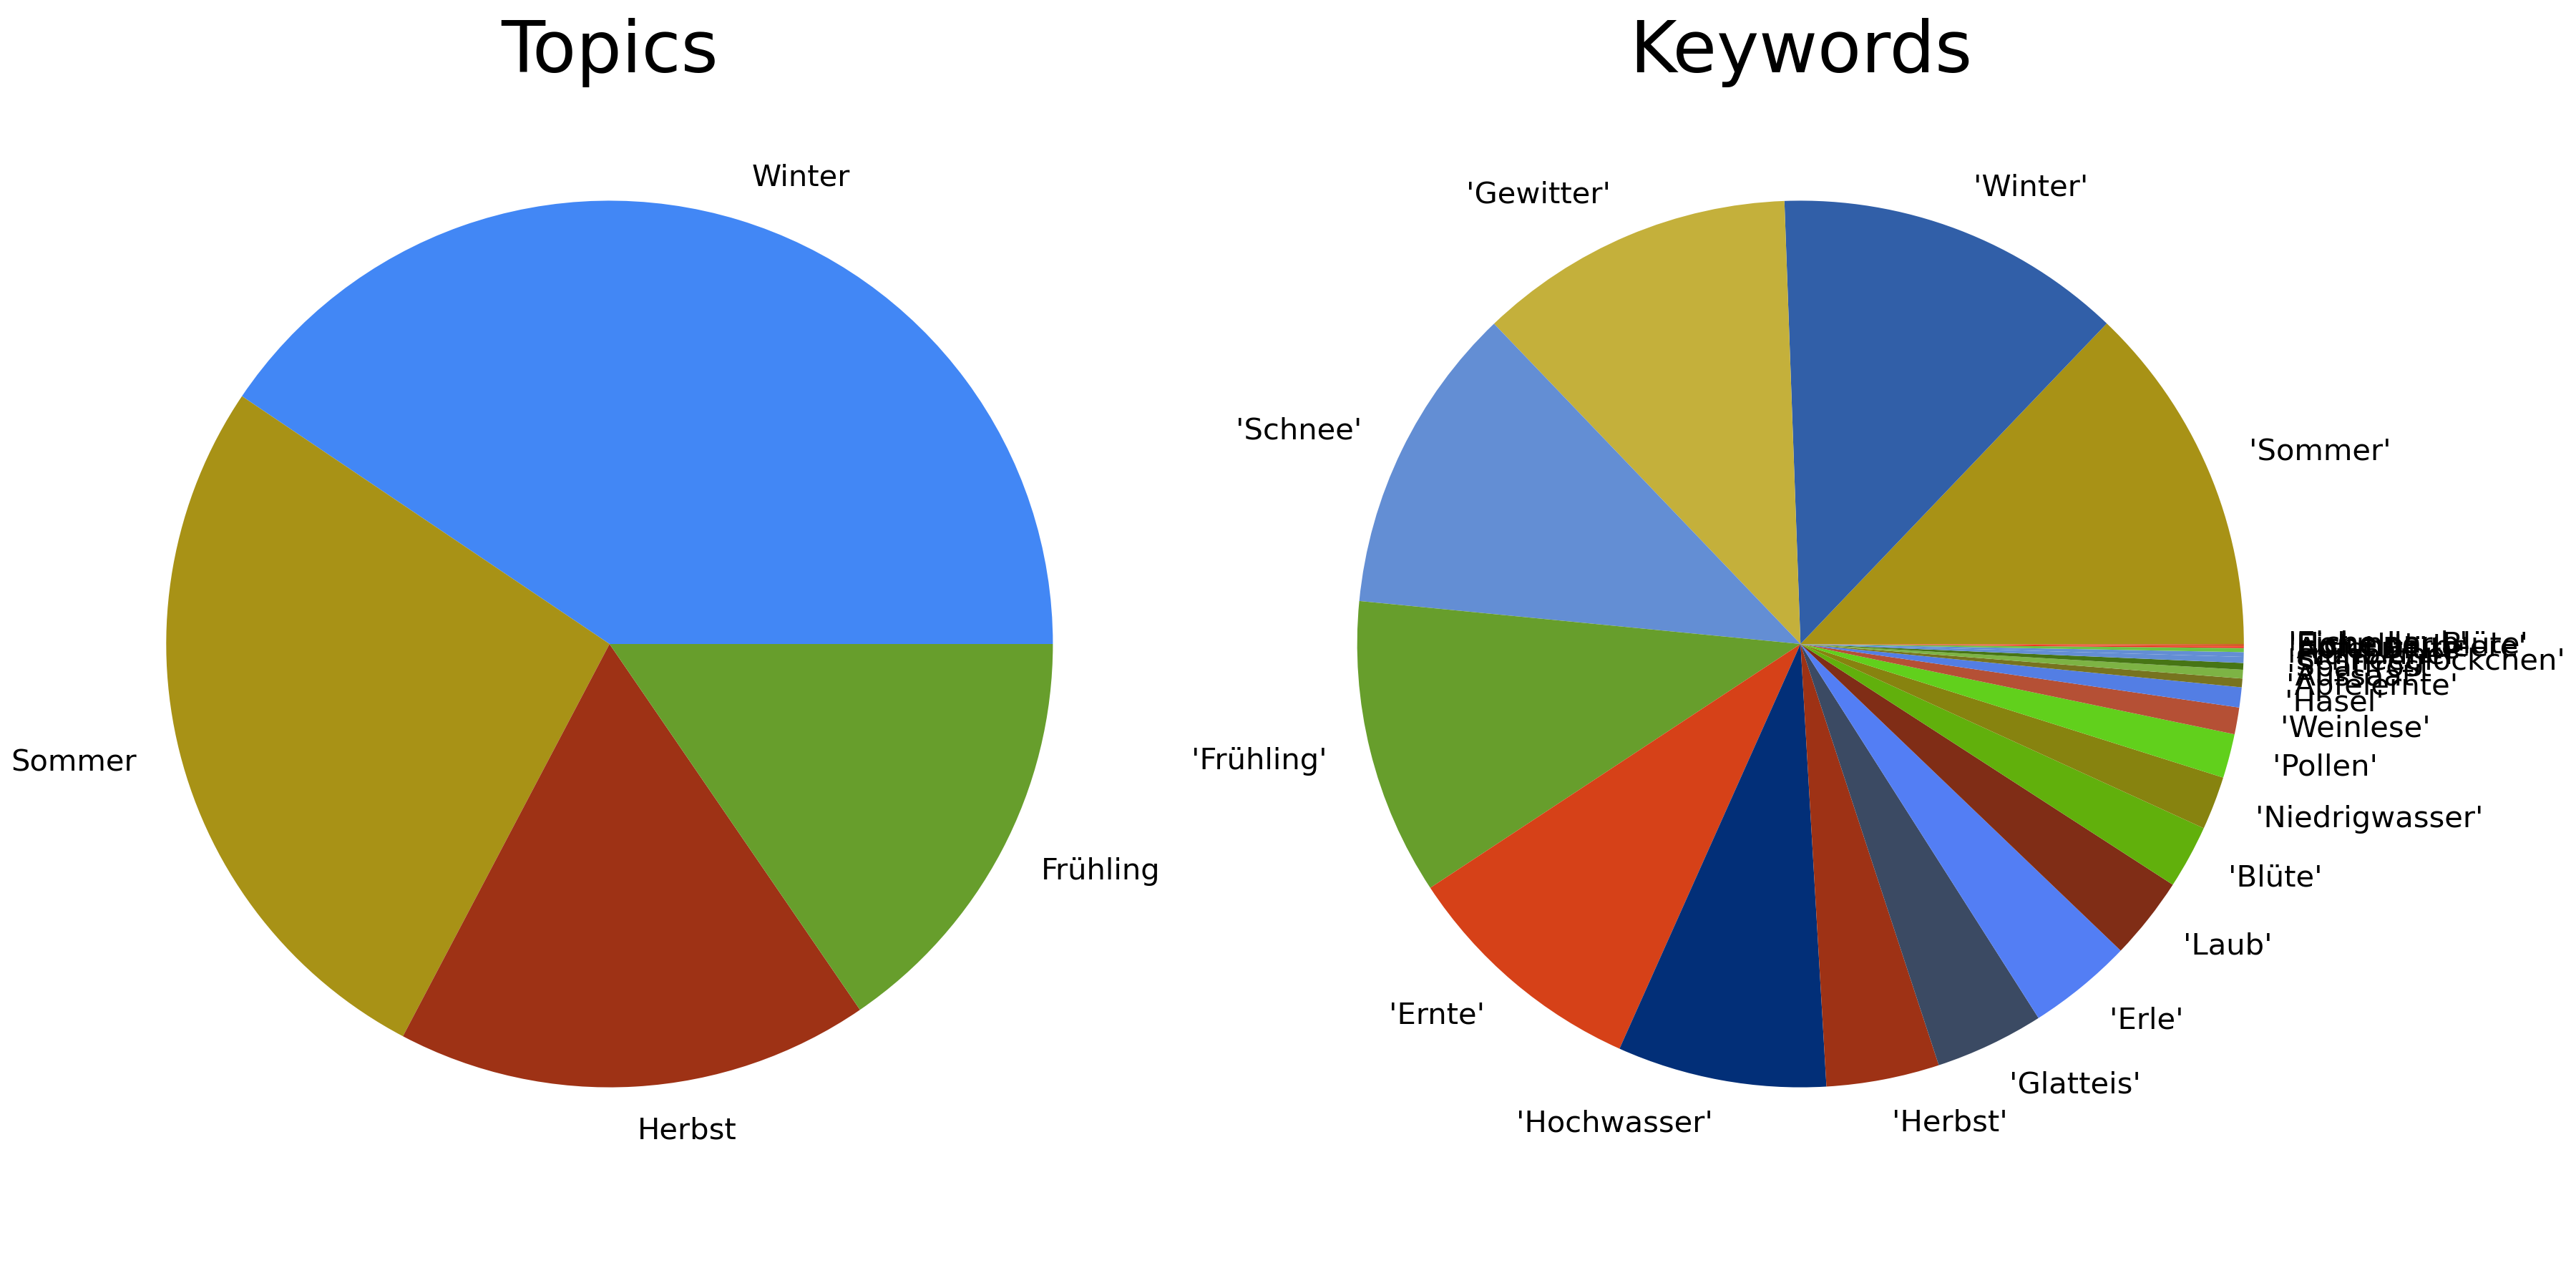 Topics
Winter
Sommer
Herbst
Frühling
Keywords
'Sommer'
'Winter'
'Gewitter'
'Schnee'
'Frühling'
'Ernte'
'Hochwasser'
'Herbst'
'Glatteis'
'Erle'
'Laub'
'Blüte'
'Niedrigwasser'
'Pollen'
'Weinlese'
'Hasel'
'Apfelernte'